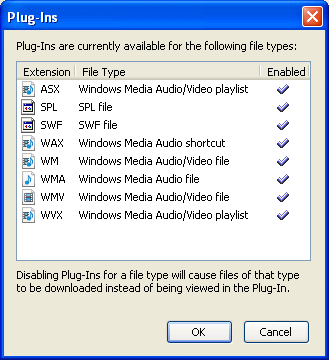 Plug-Ins
Plug-Ins are currently available for the following file types:
Extension File Type Enabled
ASX Windows Media Audio/Video playlist
SPL SPL file
SWF SWF file
WAX Windows Media Audio shortcut
WM Windows Media Audio/Video file
WMA Windows Media Audio file
WMV Windows Media Audio/Video file
WVX Windows Media Audio/Video playlist
Disabling Plug-Ins for a file type will cause files of that type
to be downloaded instead of being viewed in the Plug-In.
OK Cancel